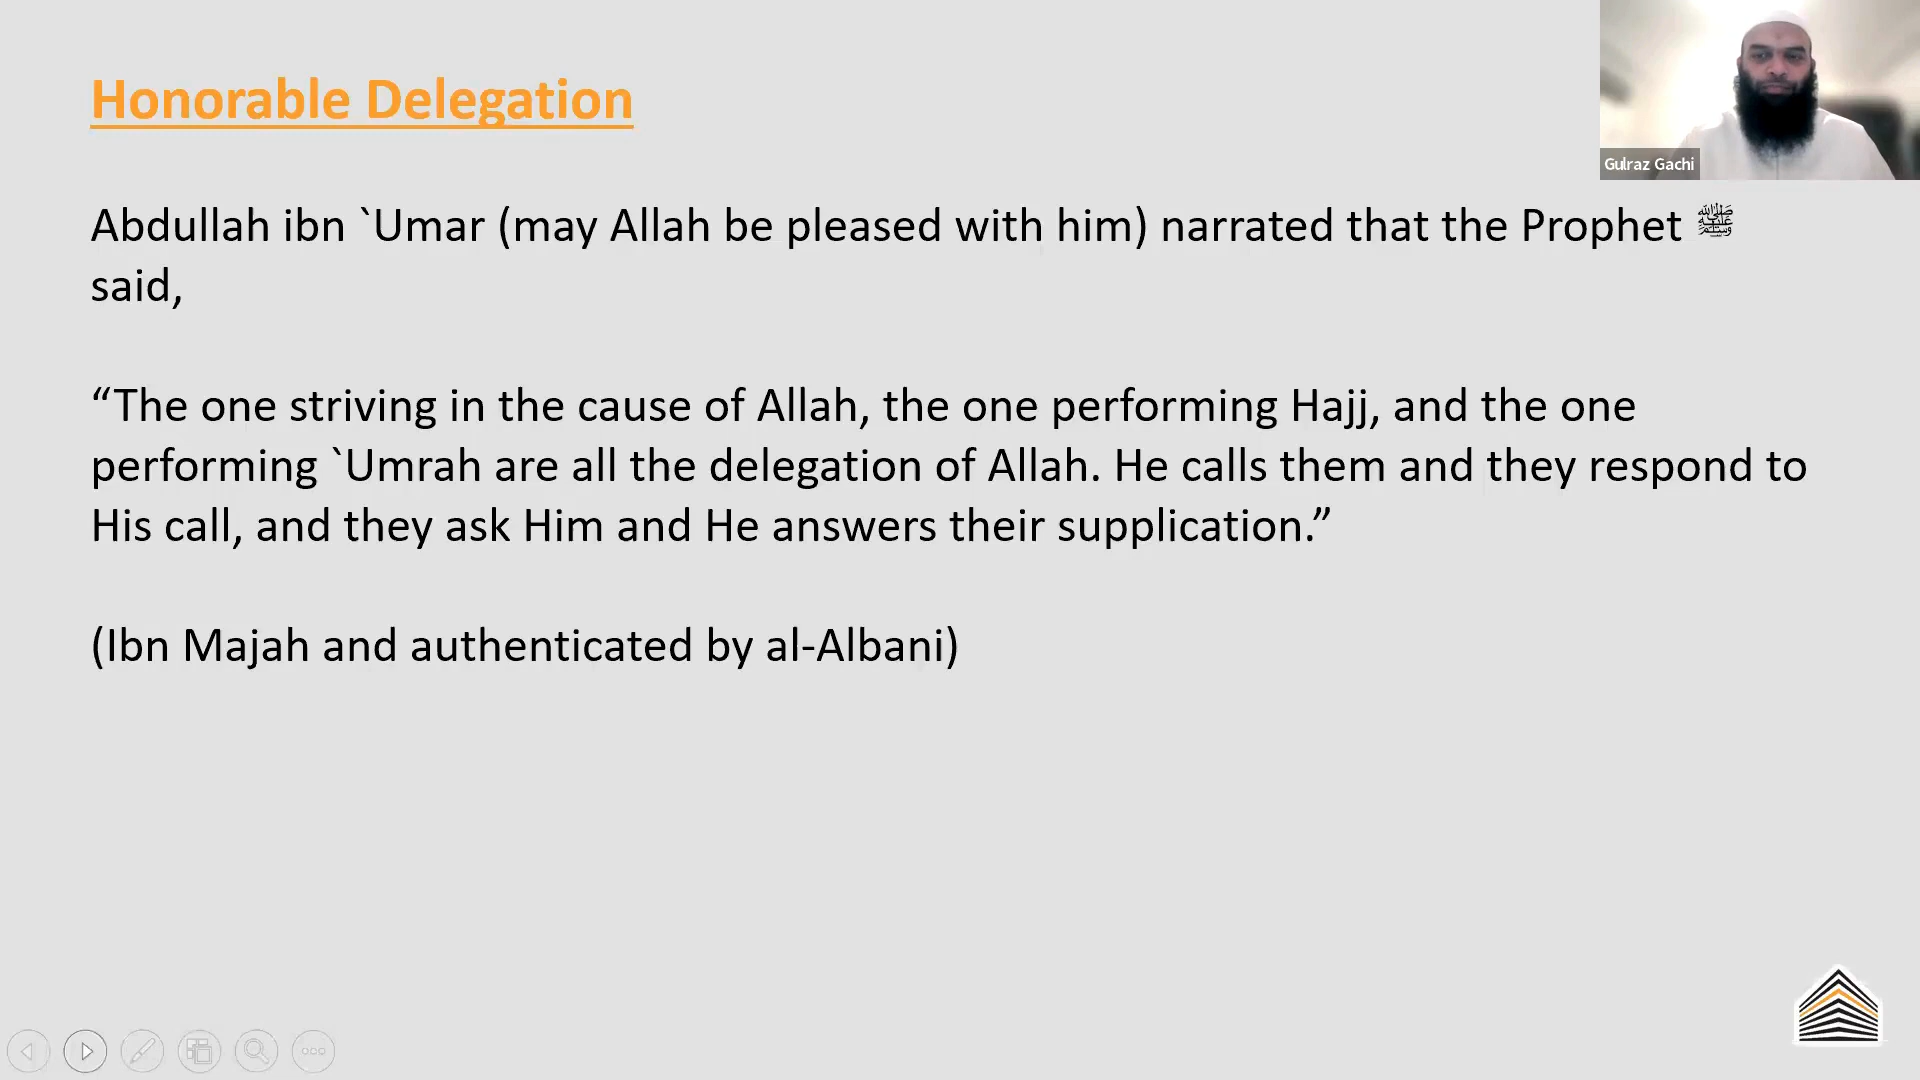 Honorable Delegation
Gulraz Gachi
Abdullah ibn `Umar (may Allah be pleased with him) narrated that the Prophet ﷺ
said,
“The one striving in the cause of Allah, the one performing Hajj, and the one
performing `Umrah are all the delegation of Allah. He calls them and they respond to
His call, and they ask Him and He answers their supplication.”
(Ibn Majah and authenticated by al-Albani)